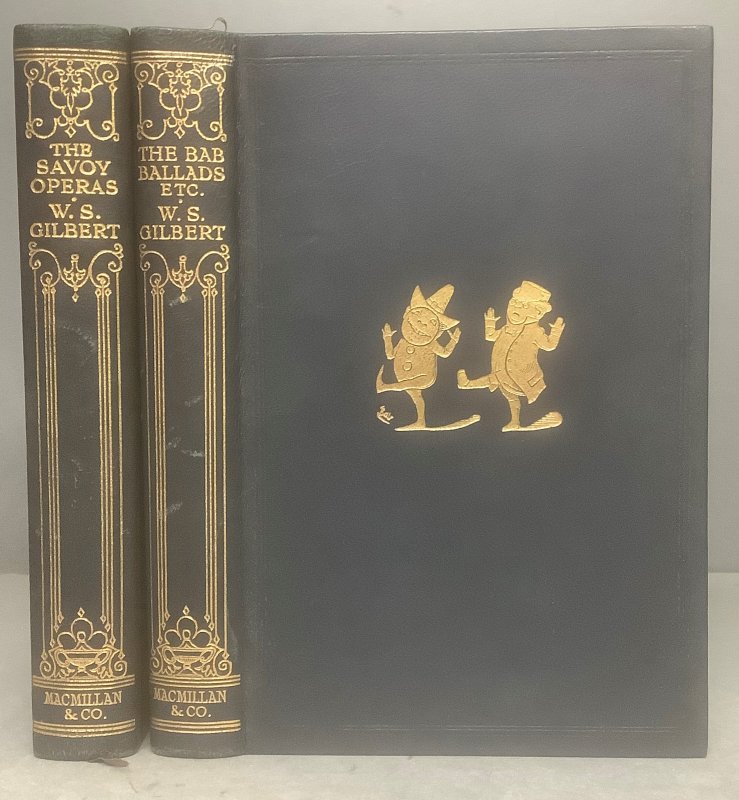 THE
SAVOY
OPERAS
W. S.
GILBERT
MACMILLAN
& CO.
THE BAB
BALLADS
ETC.
W. S.
GILBERT
MACMILLAN
& CO.